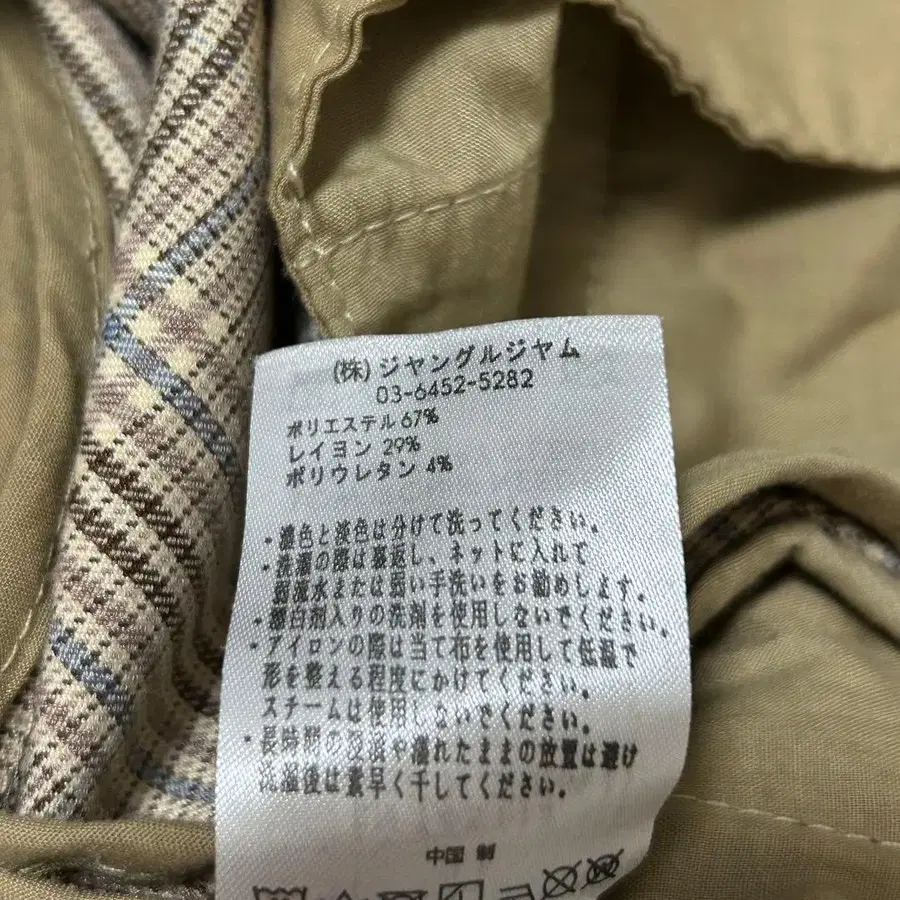 (株)ジヤングルジヤム
03-6452-5282
ポリエステル 67%
レイヨン 29%
ポリウレタン 4%
・濃色と淡色は分けて洗ってください。
・洗濯の際は裏返し、ネットに入れて
弱流水または弱い手洗いをお勧めします。
・漂白剤入りの洗剤を使用しないでください。
・アイロンの際は当て布を使用して低温で
形を整える程度にかけてください。
スチームは使用しないでください。
・長時間の浸漬や濡れたままの放置は避け
洗濯後は素早く干してください。
中国 制